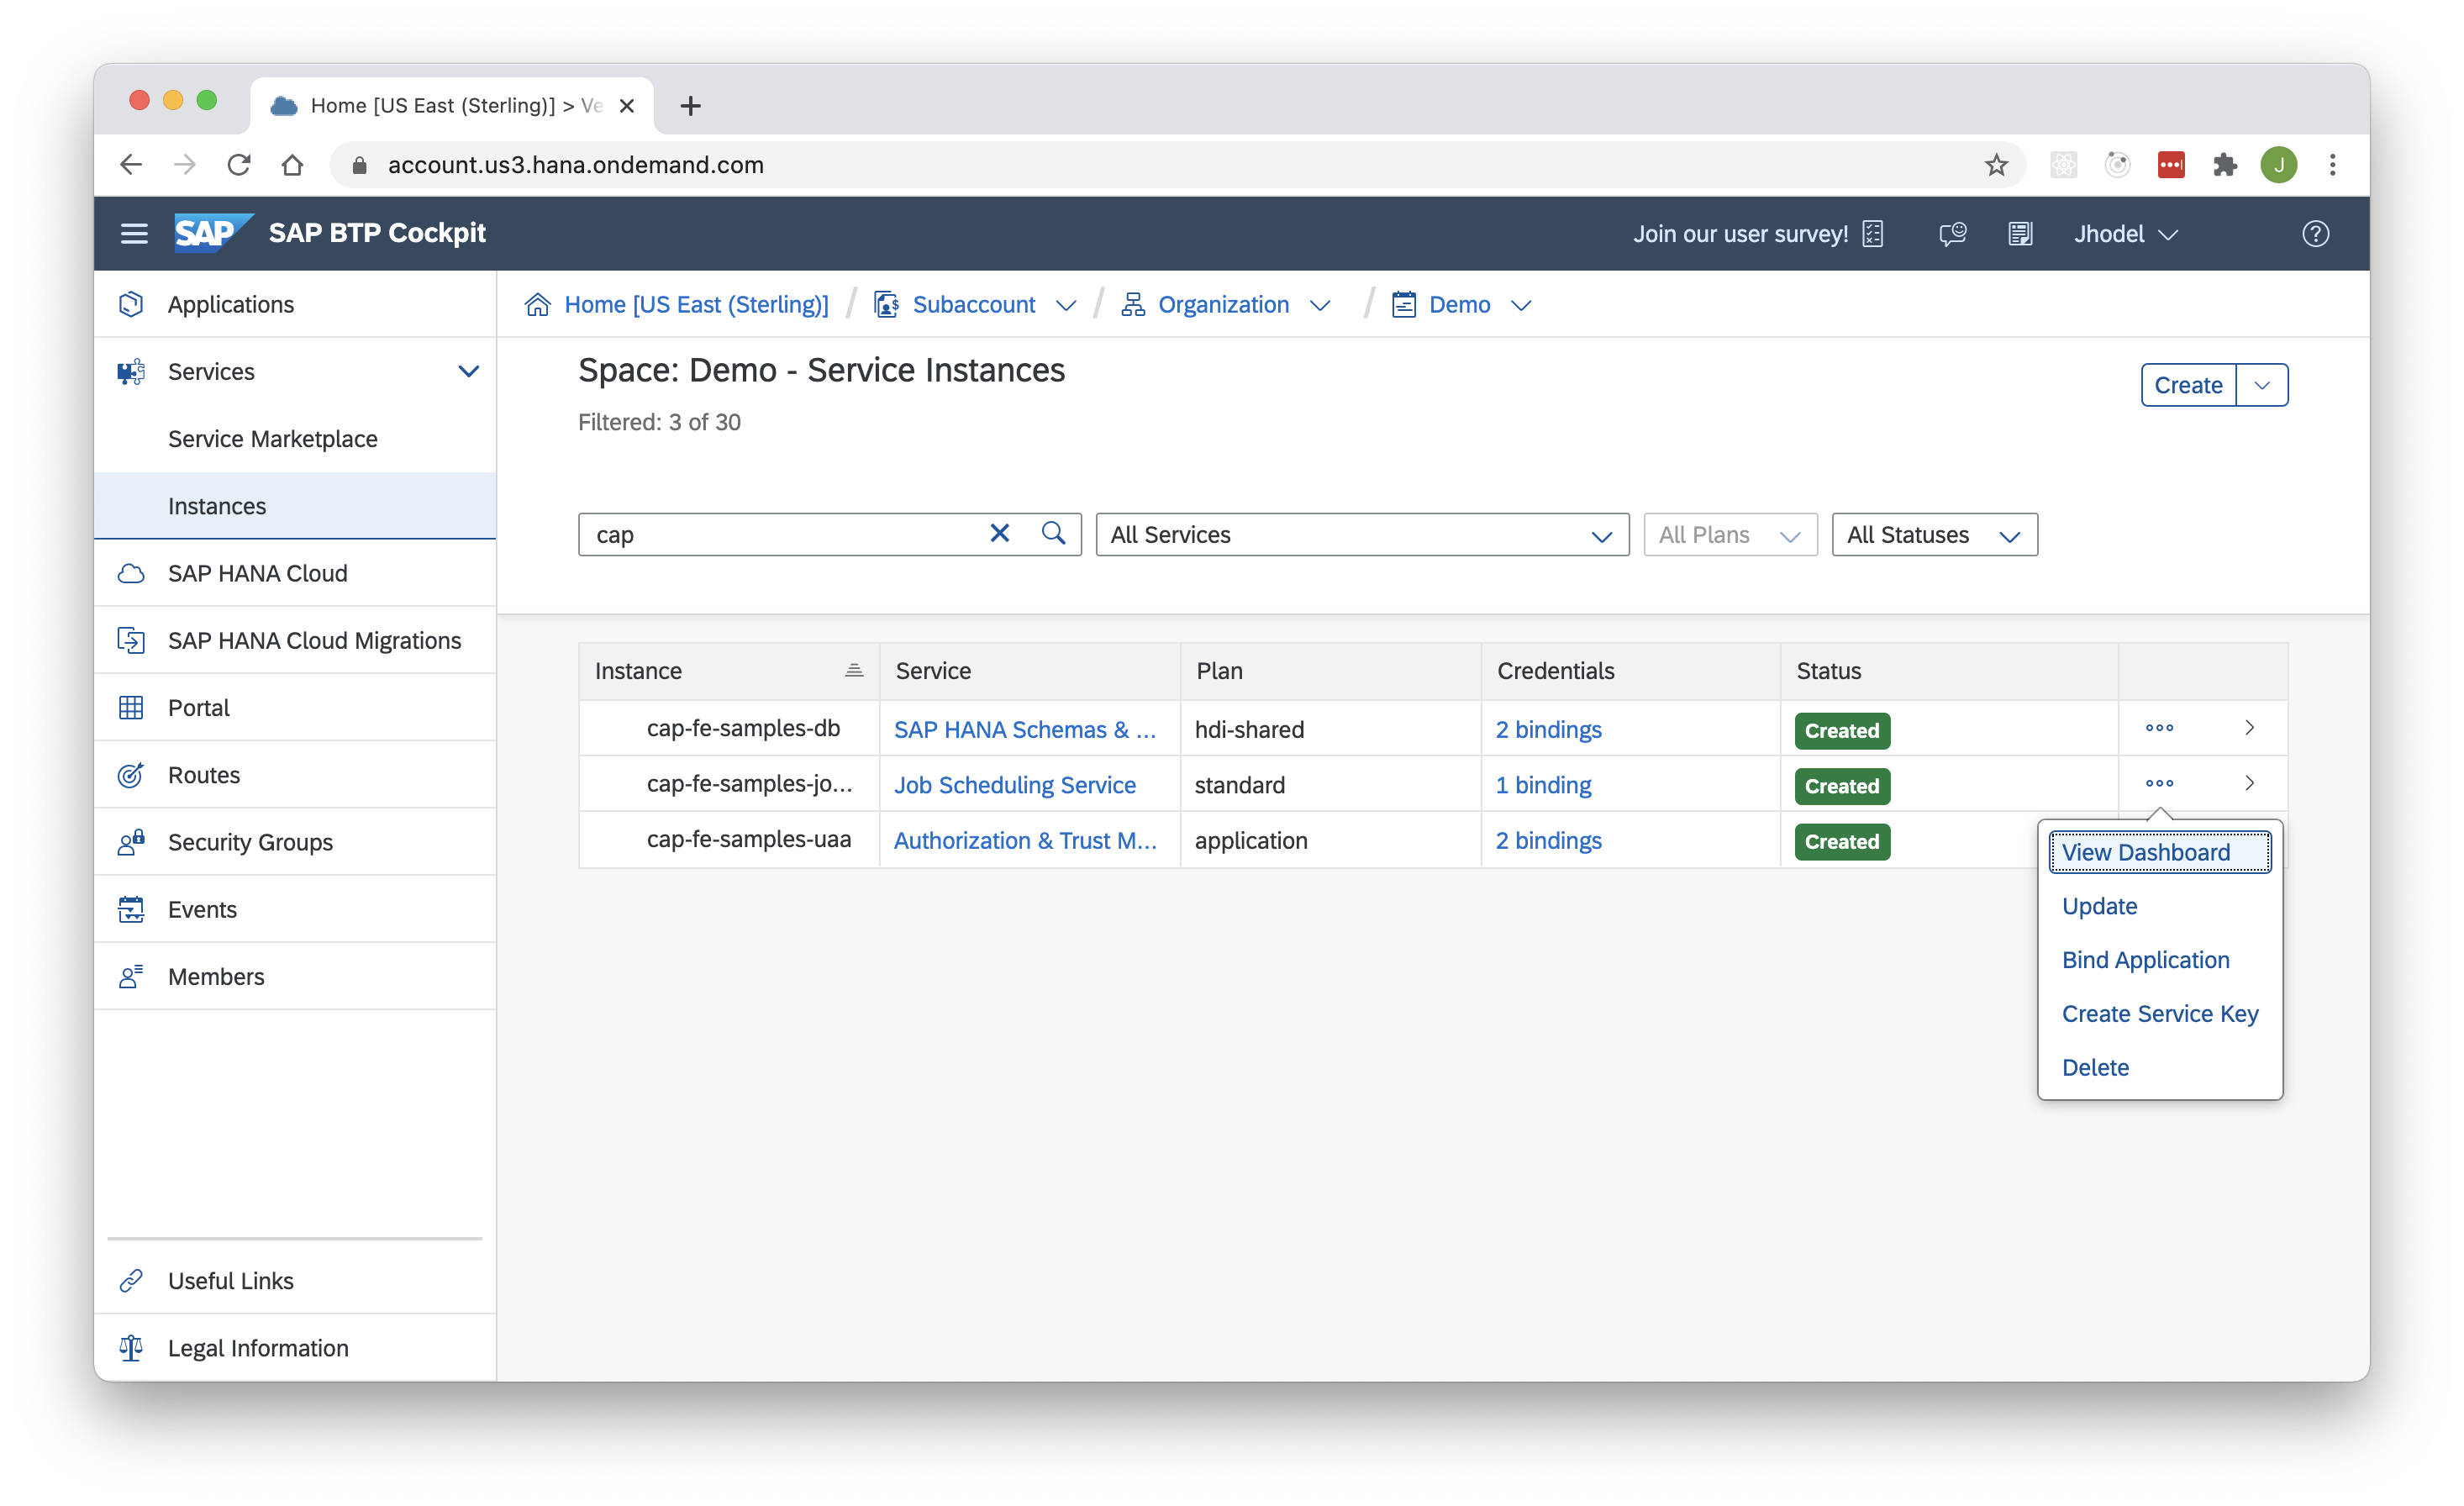 Home [US East (Sterling)] > Ve
account.us3.hana.ondemand.com
J
SAP SAP BTP Cockpit
Join our user survey!
Jhodel
Applications
Services
Service Marketplace
Instances
SAP HANA Cloud
SAP HANA Cloud Migrations
Portal
Routes
Security Groups
Events
Members
Useful Links
Legal Information
Home [US East (Sterling)] / Subaccount / Organization / Demo
Space: Demo - Service Instances
Create
Filtered: 3 of 30
cap
All Services
All Plans
All Statuses
Instance Service Plan Credentials Status
cap-fe-samples-db SAP HANA Schemas & ... hdi-shared 2 bindings Created
cap-fe-samples-jo... Job Scheduling Service standard 1 binding Created
cap-fe-samples-uaa Authorization & Trust M... application 2 bindings Created
View Dashboard
Update
Bind Application
Create Service Key
Delete